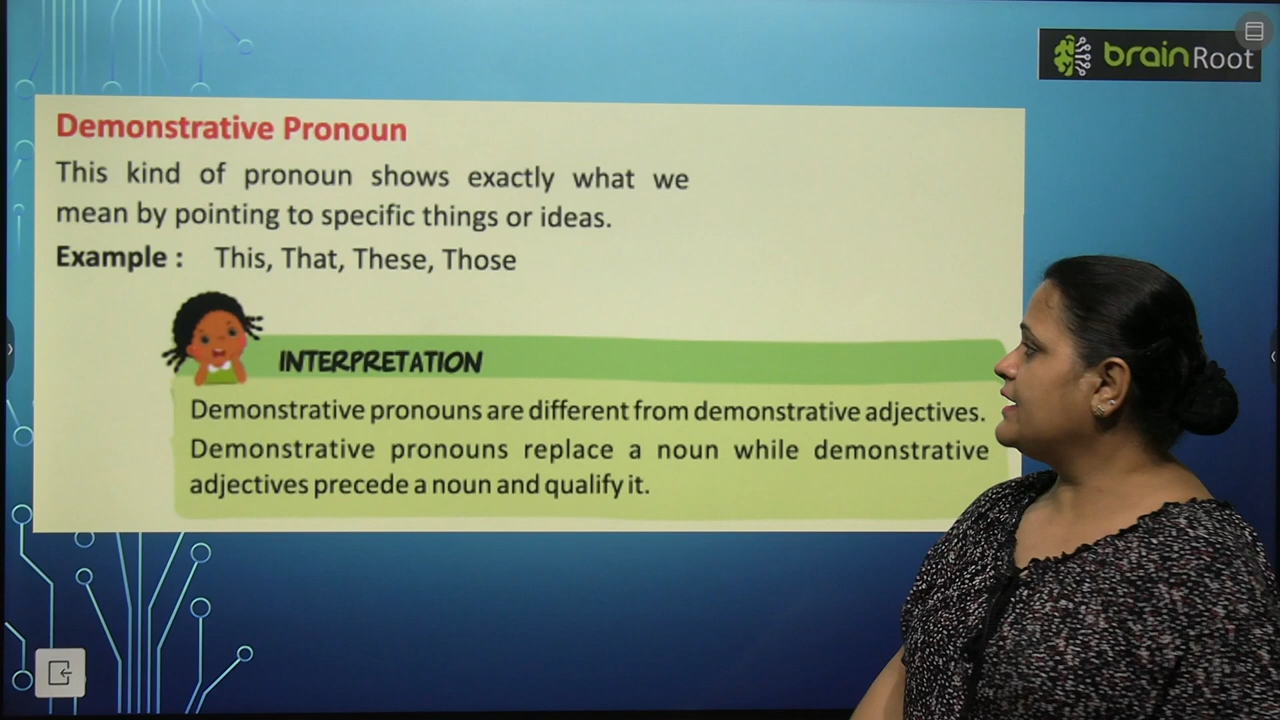 brainRoot
Demonstrative Pronoun
This kind of pronoun shows exactly what we
mean by pointing to specific things or ideas.
Example : This, That, These, Those
INTERPRETATION
Demonstrative pronouns are different from demonstrative adjectives.
Demonstrative pronouns replace a noun while demonstrative
adjectives precede a noun and qualify it.